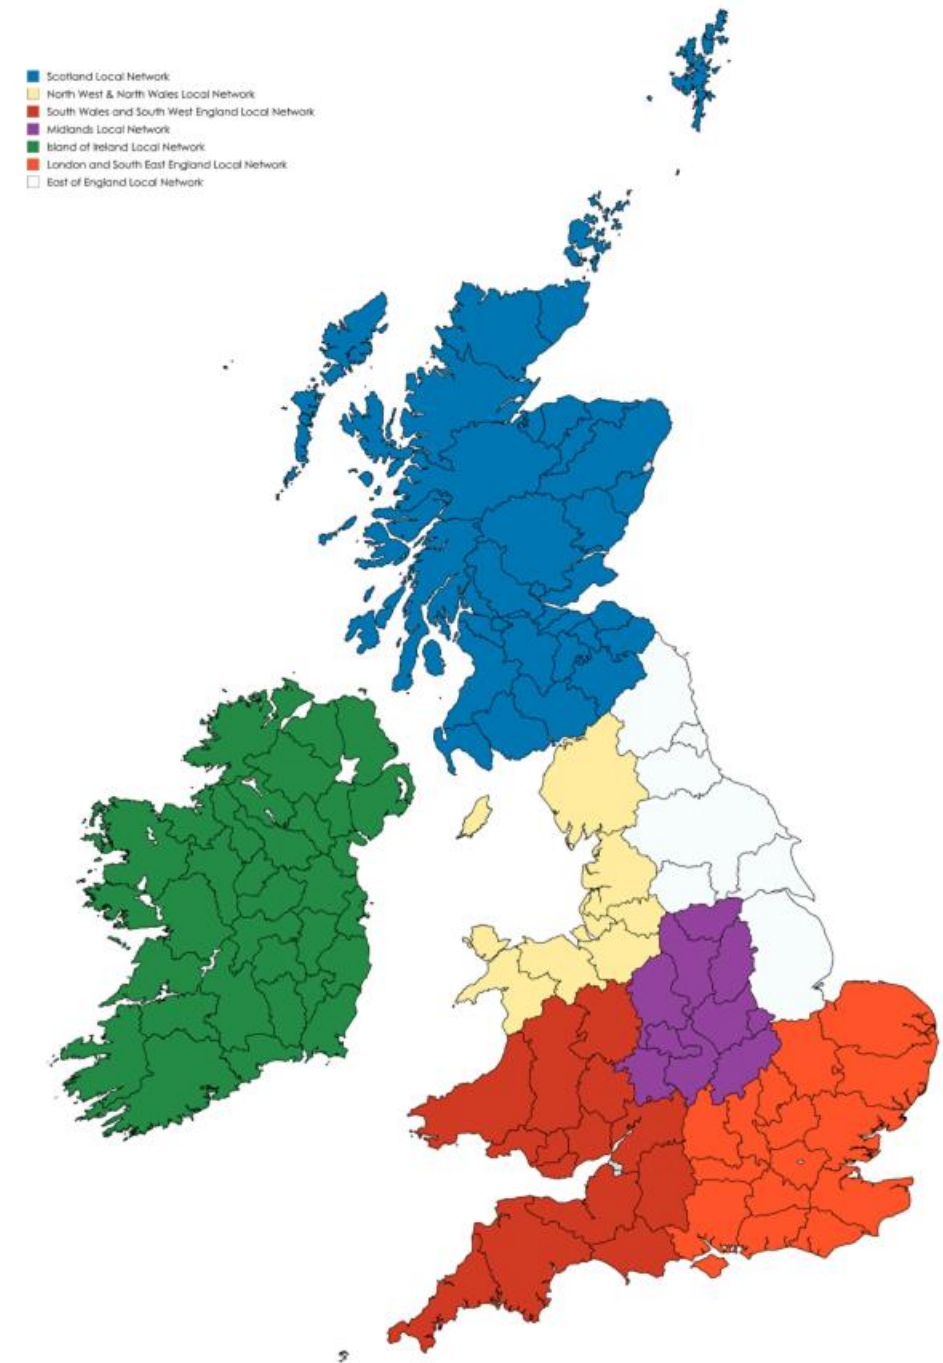 Scotland Local Network
North West & North Wales Local Network
South Wales and South West England Local Network
Midlands Local Network
Island of Ireland Local Network
London and South East England Local Network
East of England Local Network